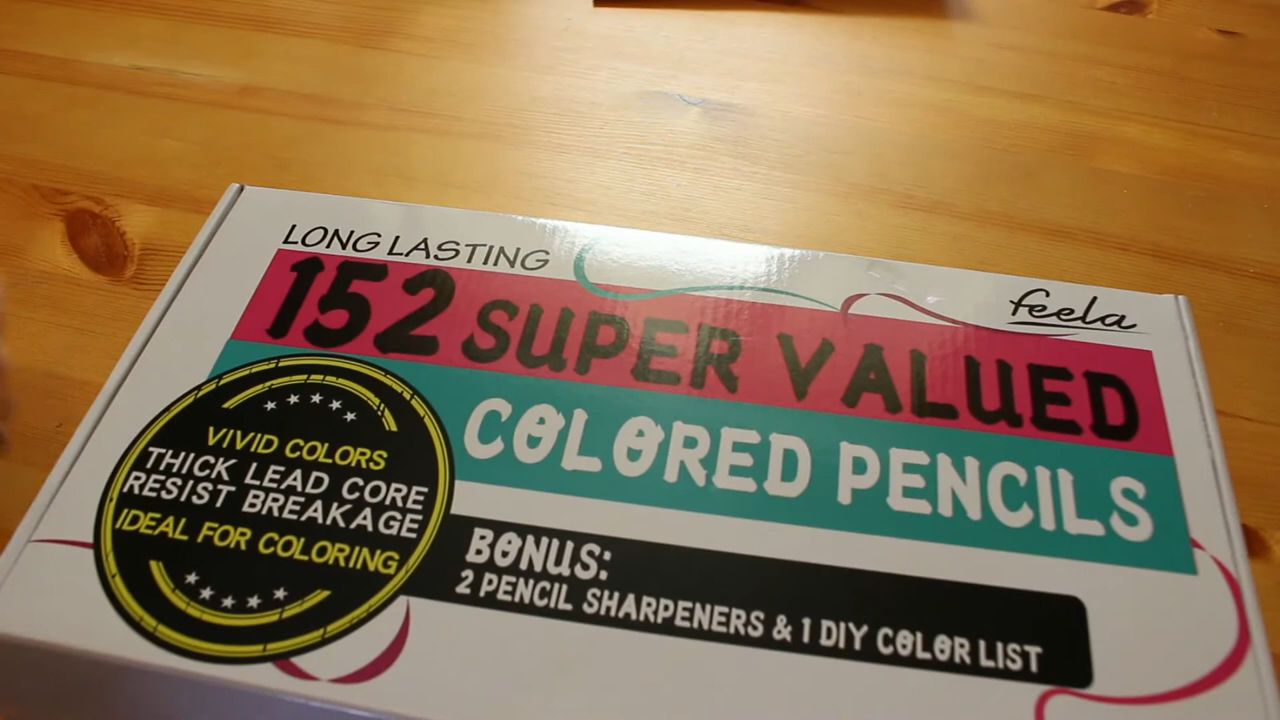 LONG LASTING
feela
152 SUPER VALUED
COLORED PENCILS
VIVID COLORS
THICK LEAD CORE
RESIST BREAKAGE
IDEAL FOR COLORING
BONUS:
2 PENCIL SHARPENERS & 1 DIY COLOR LIST